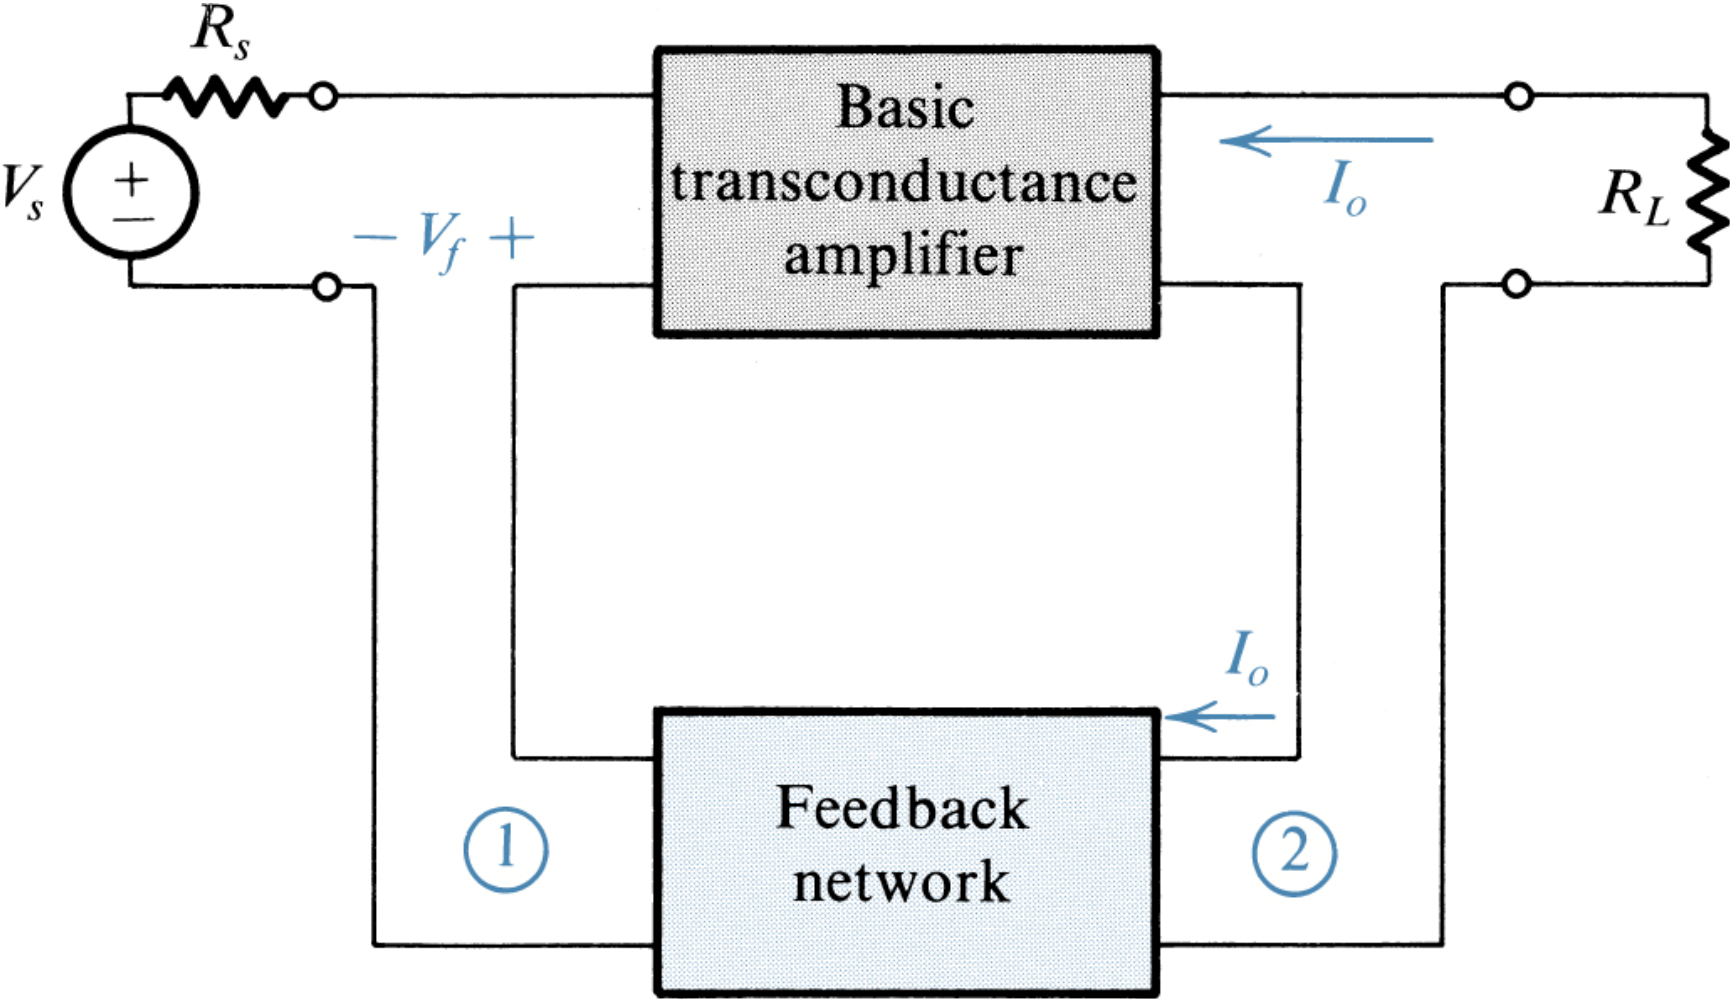 Rs
Basic
transconductance
amplifier
+
−
Vs
− Vf +
Io
RL
Io
1
Feedback
network
2